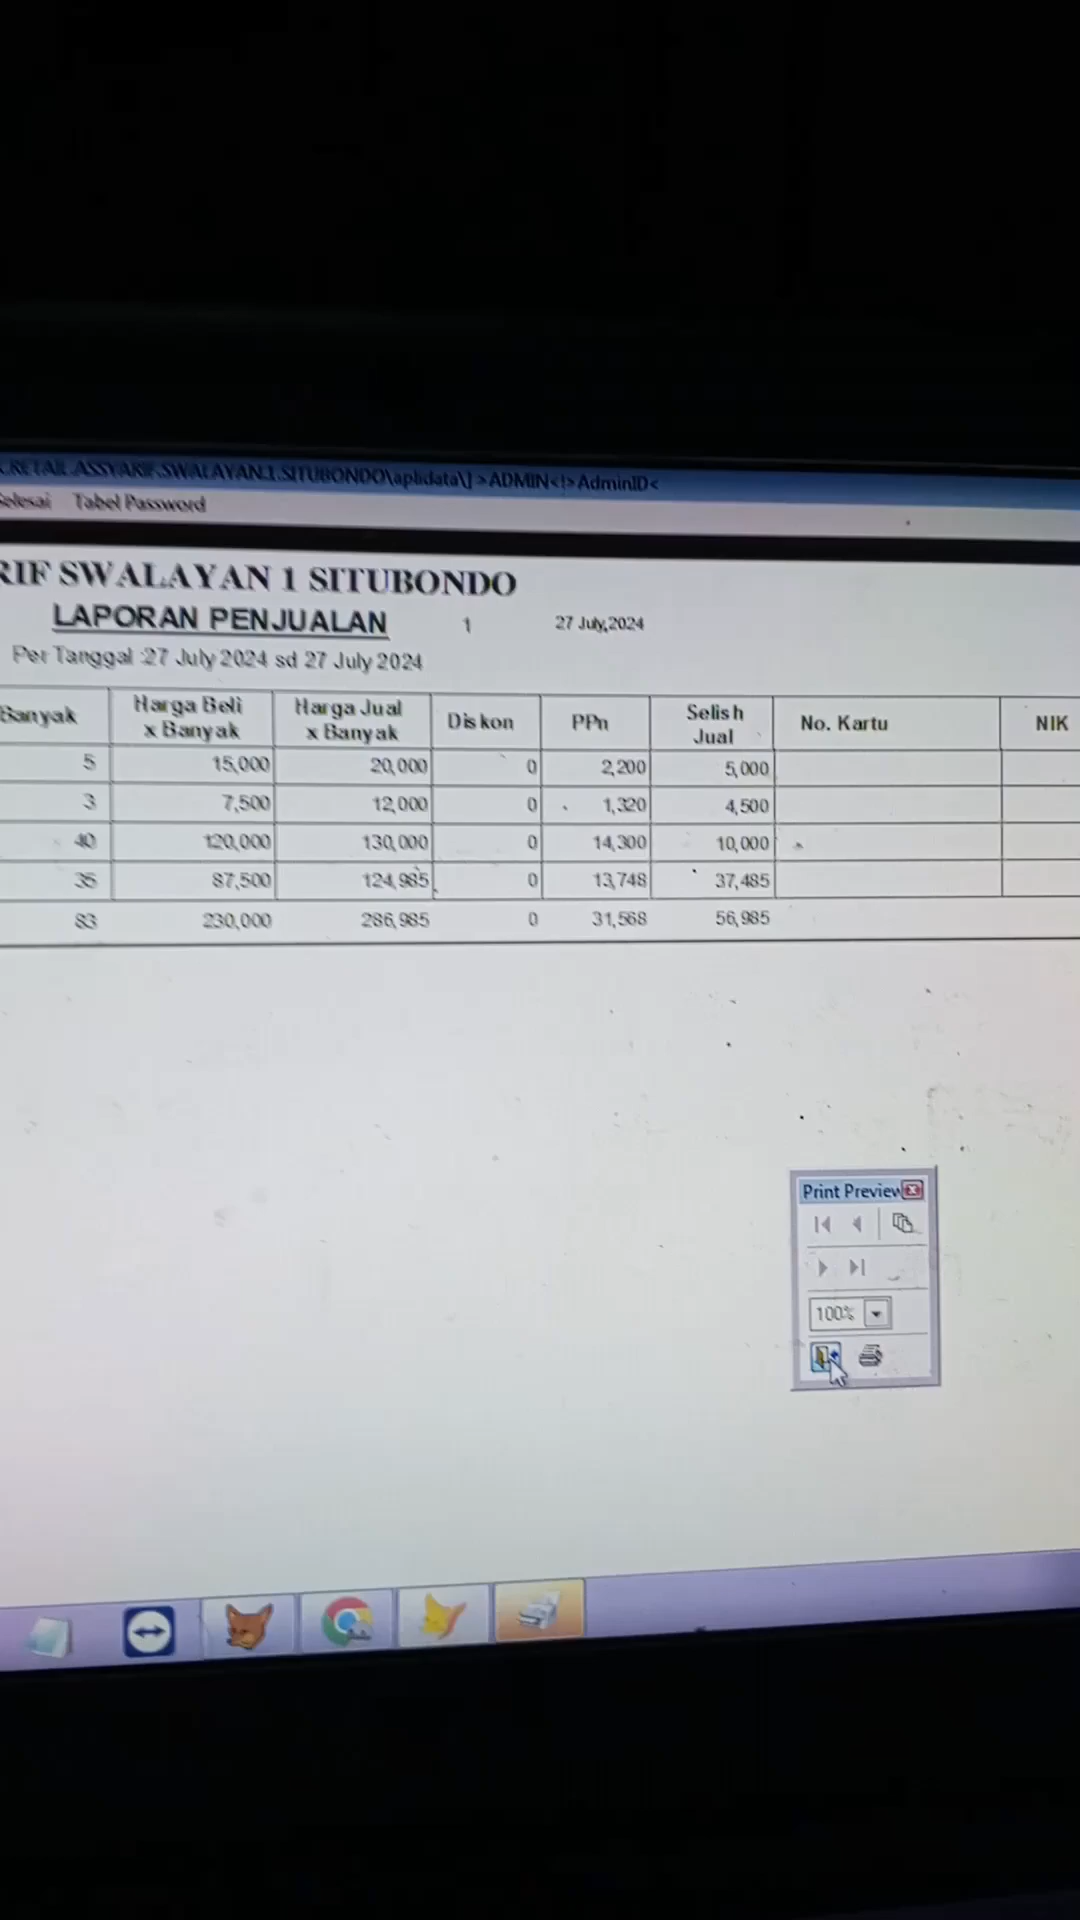 .RETAIL.ASSYARIF.SWALAYAN.1.SITUBONDO\aplidata\] >ADMIN<!>AdminID<
Selesai Tabel Password
RIF SWALAYAN 1 SITUBONDO
LAPORAN PENJUALAN 1 27 July,2024
Per Tanggal :27 July 2024 sd 27 July 2024
Banyak Harga Beli x Banyak Harga Jual x Banyak Diskon PPn Selish Jual No. Kartu NIK
5 15,000 20,000 0 2,200 5,000
3 7,500 12,000 0 1,320 4,500
40 120,000 130,000 0 14,300 10,000
35 87,500 124,985 0 13,748 37,485
83 230,000 286,985 0 31,568 56,985
Print Preview
100%